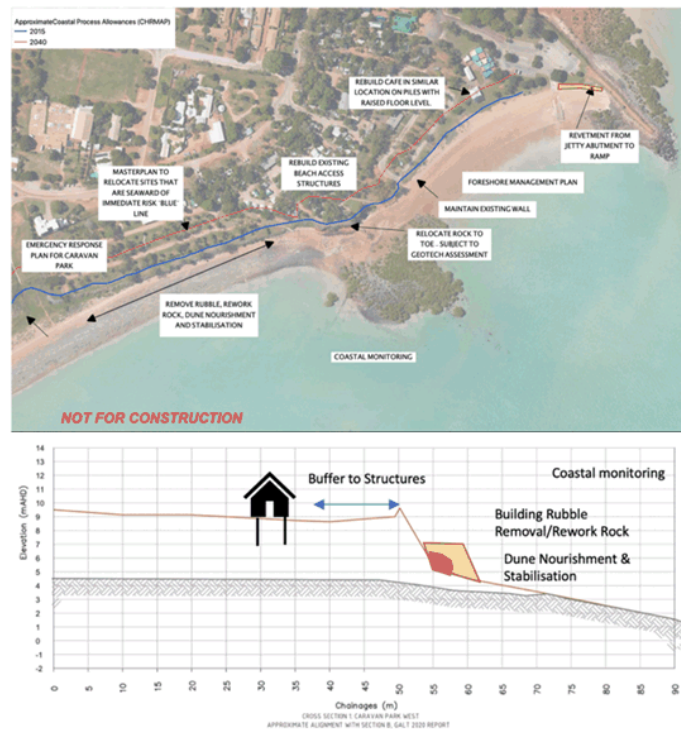 ApproximateCoastal Process Allowances (CHRMAP)
2015
2040
REBUILD CAFE IN SIMILAR
LOCATION ON PILES WITH
RAISED FLOOR LEVEL
REVETMENT FROM
JETTY ABUTMENT TO
RAMP
REBUILD EXISTING
BEACH ACCESS
STRUCTURES
MASTERPLAN TO
RELOCATE SITES THAT
ARE SEAWARD OF
IMMEDIATE RISK 'BLUE'
LINE
FORESHORE MANAGEMENT PLAN
MAINTAIN EXISTING WALL
EMERGENCY RESPONSE
PLAN FOR CARAVAN
PARK
RELOCATE ROCK TO
TOE - SUBJECT TO
GEOTECH ASSESSMENT
REMOVE RUBBLE, REWORK
ROCK, DUNE NOURISHMENT
AND STABILISATION
COASTAL MONITORING
NOT FOR CONSTRUCTION
Elevation (mAHD)
14
13
12
11
10
9
8
7
6
5
4
3
2
1
0
-1
-2
Buffer to Structures
Coastal monitoring
Building Rubble
Removal/Rework Rock
Dune Nourishment &
Stabilisation
0
5
10
15
20
25
30
35
40
45
50
55
60
65
70
75
80
85
90
Chainages (m)
CROSS SECTION 1: CARAVAN PARK WEST
APPROXIMATE ALIGNMENT WITH SECTION B, GALT 2020 REPORT